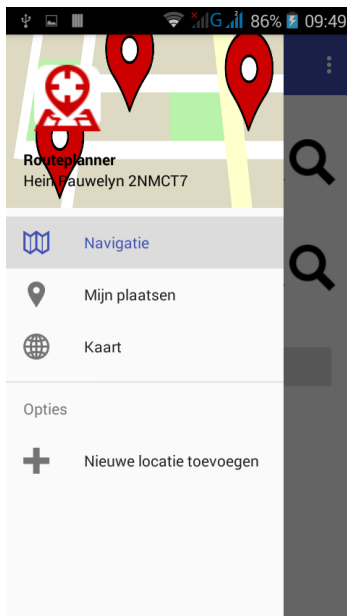 G 86% 09:49
Routeplanner
Hein Pauwelyn 2NMCT7
Navigatie
Mijn plaatsen
Kaart
Opties
Nieuwe locatie toevoegen